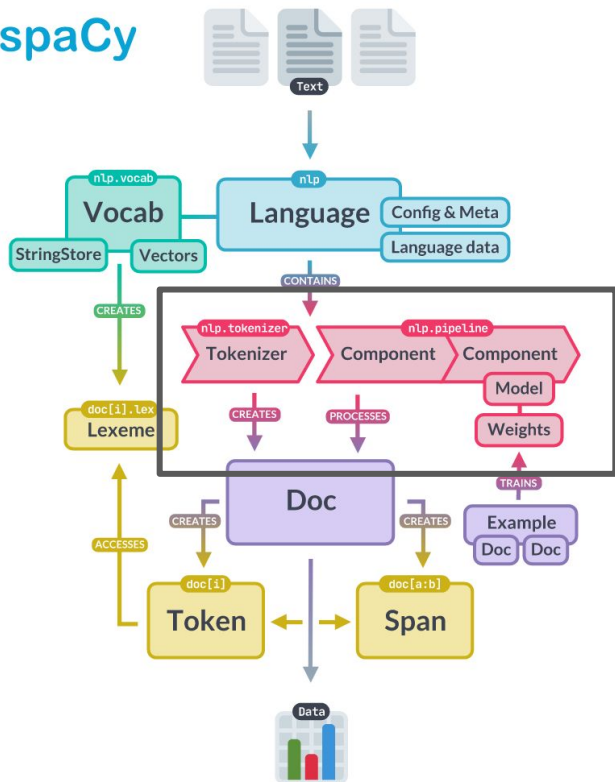 spaCy
Text
nlp.vocab
Vocab
StringStore
Vectors
nlp
Language
Config & Meta
Language data
CONTAINS
CREATES
nlp.tokenizer
Tokenizer
nlp.pipeline
Component
Component
Model
Weights
CREATES
PROCESSES
doc[i].lex
Lexeme
Doc
TRAINS
Example
Doc
Doc
CREATES
CREATES
ACCESSES
doc[i]
Token
doc[a:b]
Span
Data